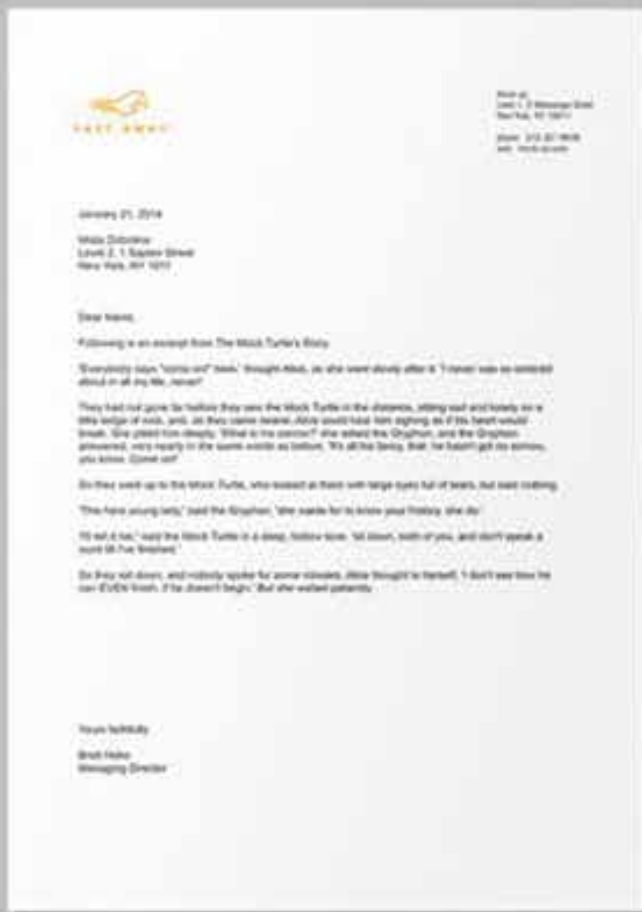 January 21, 2014
Level 2, 1 Street
New York, NY
Dear
Following is an excerpt from The Mock Turtle's Story.
'Everybody says "come on!" here,' thought Alice, as she went slowly after it: 'I never was so ordered
about in all my life, never!'
They had not gone far before they saw the Mock Turtle in the distance, sitting sad and lonely on a
little ledge of rock, and, as they came nearer, Alice could hear him sighing as if his heart would
break. She pitied him deeply. 'What is his sorrow?' she asked the Gryphon, and the Gryphon
answered, very nearly in the same words as before, 'It's all his fancy, that: he hasn't got no sorrow,
you know. Come on!'
So they went up to the Mock Turtle, who looked at them with large eyes full of tears, but said nothing.
'This here young lady,' said the Gryphon, 'she wants for to know your history, she do.'
'I'll tell it her,' said the Mock Turtle in a deep, hollow tone: 'sit down, both of you, and don't speak a
word till I've finished.'
So they sat down, and nobody spoke for some minutes. Alice thought to herself, 'I don't see how he
can EVEN finish, if he doesn't begin.' But she waited patiently.
Yours faithfully
Managing Director